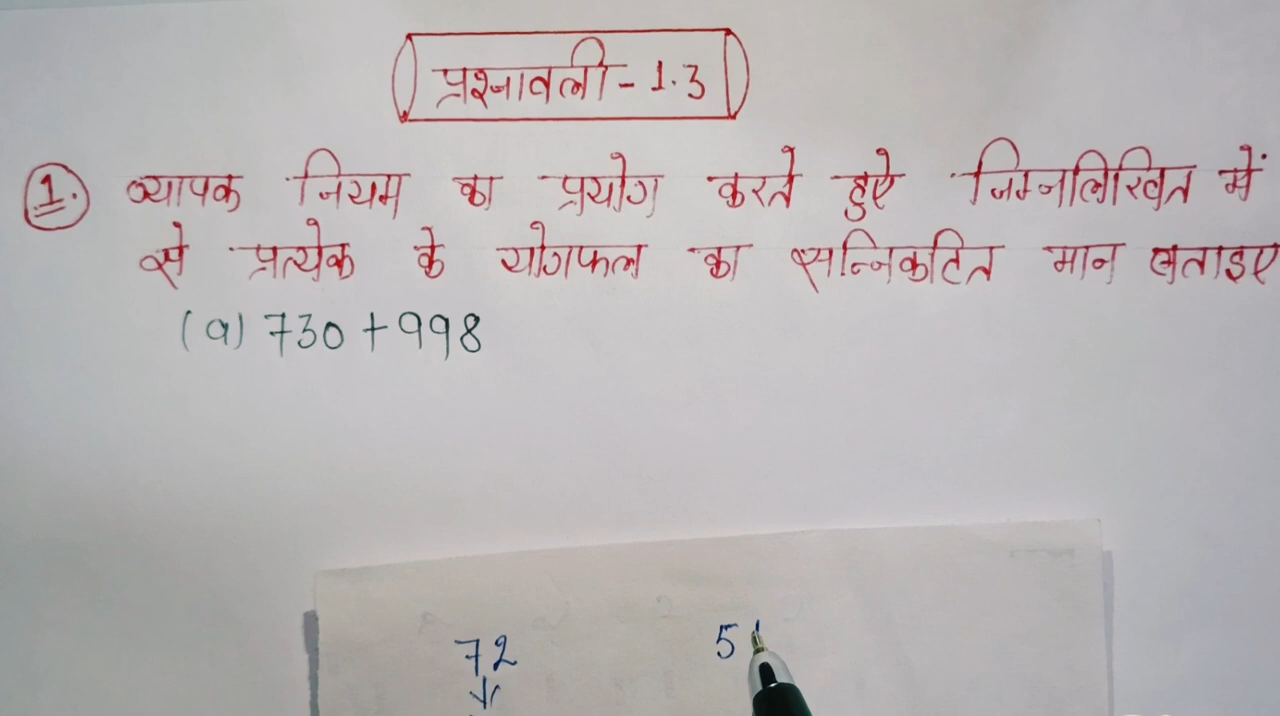 प्रश्नावली - 1.3
1. व्यापक नियम का प्रयोग करते हुऐ निम्नलिखित में
से प्रत्येक के योगफल का सन्निकटित मान बताइए
(a) 730 + 998
72 5